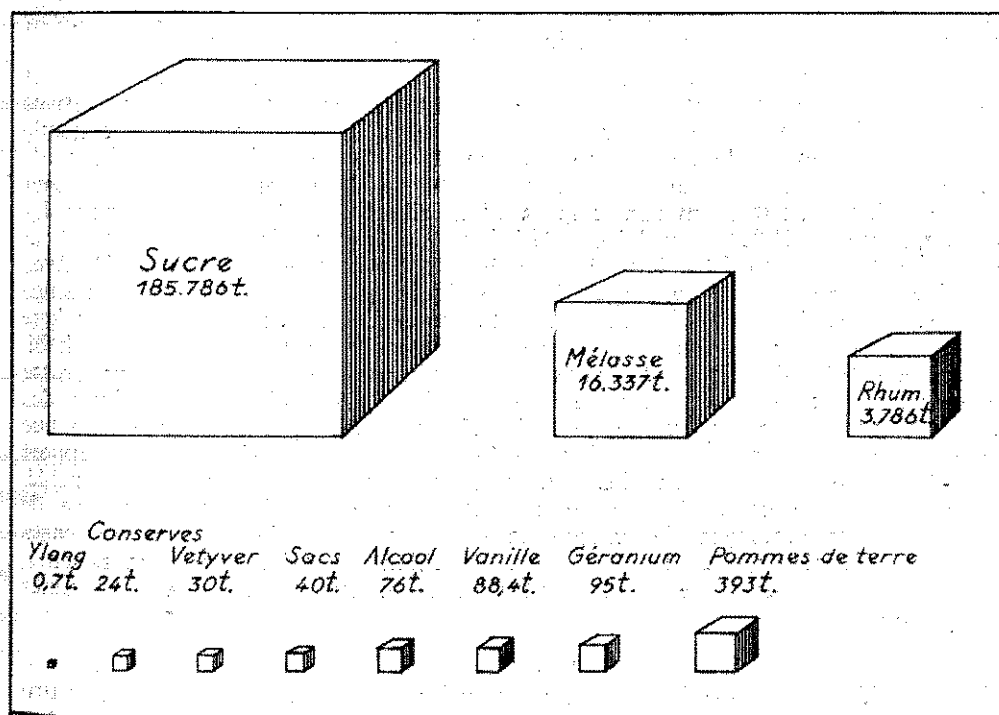 Sucre
185.786t.
Mélasse
16.337t.
Rhum
3.786t
Conserves
Ylang Vetyver Sacs Alcool Vanille Géranium Pommes de terre
0,7t. 24t. 30t. 40t. 76t. 88,4t. 95t. 393t.